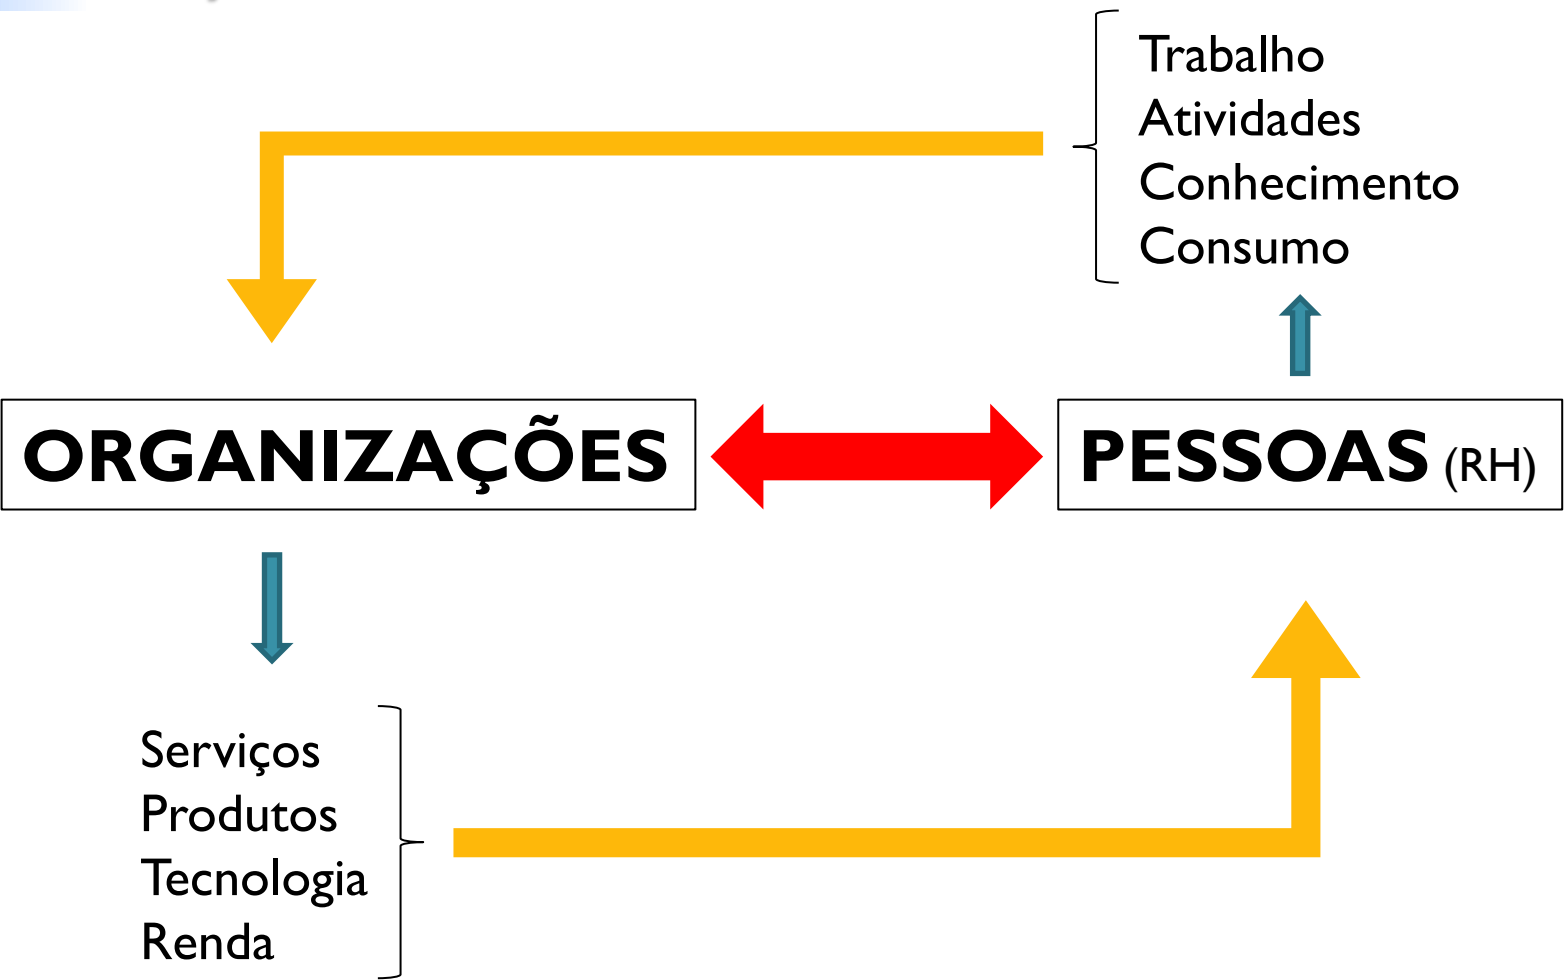 Trabalho
Atividades
Conhecimento
Consumo
ORGANIZAÇÕES
PESSOAS (RH)
Serviços
Produtos
Tecnologia
Renda